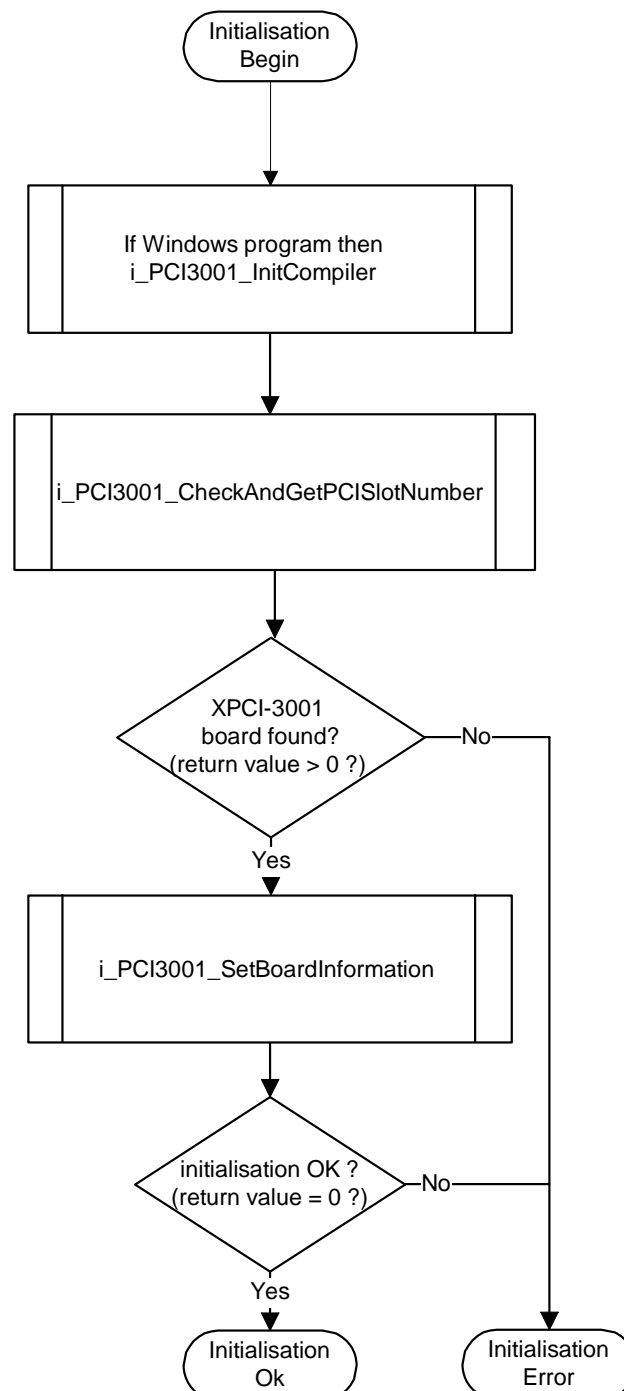 Initialisation
Begin
If Windows program then
i_PCI3001_InitCompiler
i_PCI3001_CheckAndGetPCISlotNumber
XPCI-3001
board found?
(return value > 0 ?)
No
Yes
i_PCI3001_SetBoardInformation
initialisation OK ?
(return value = 0 ?)
No
Yes
Initialisation
Ok
Initialisation
Error